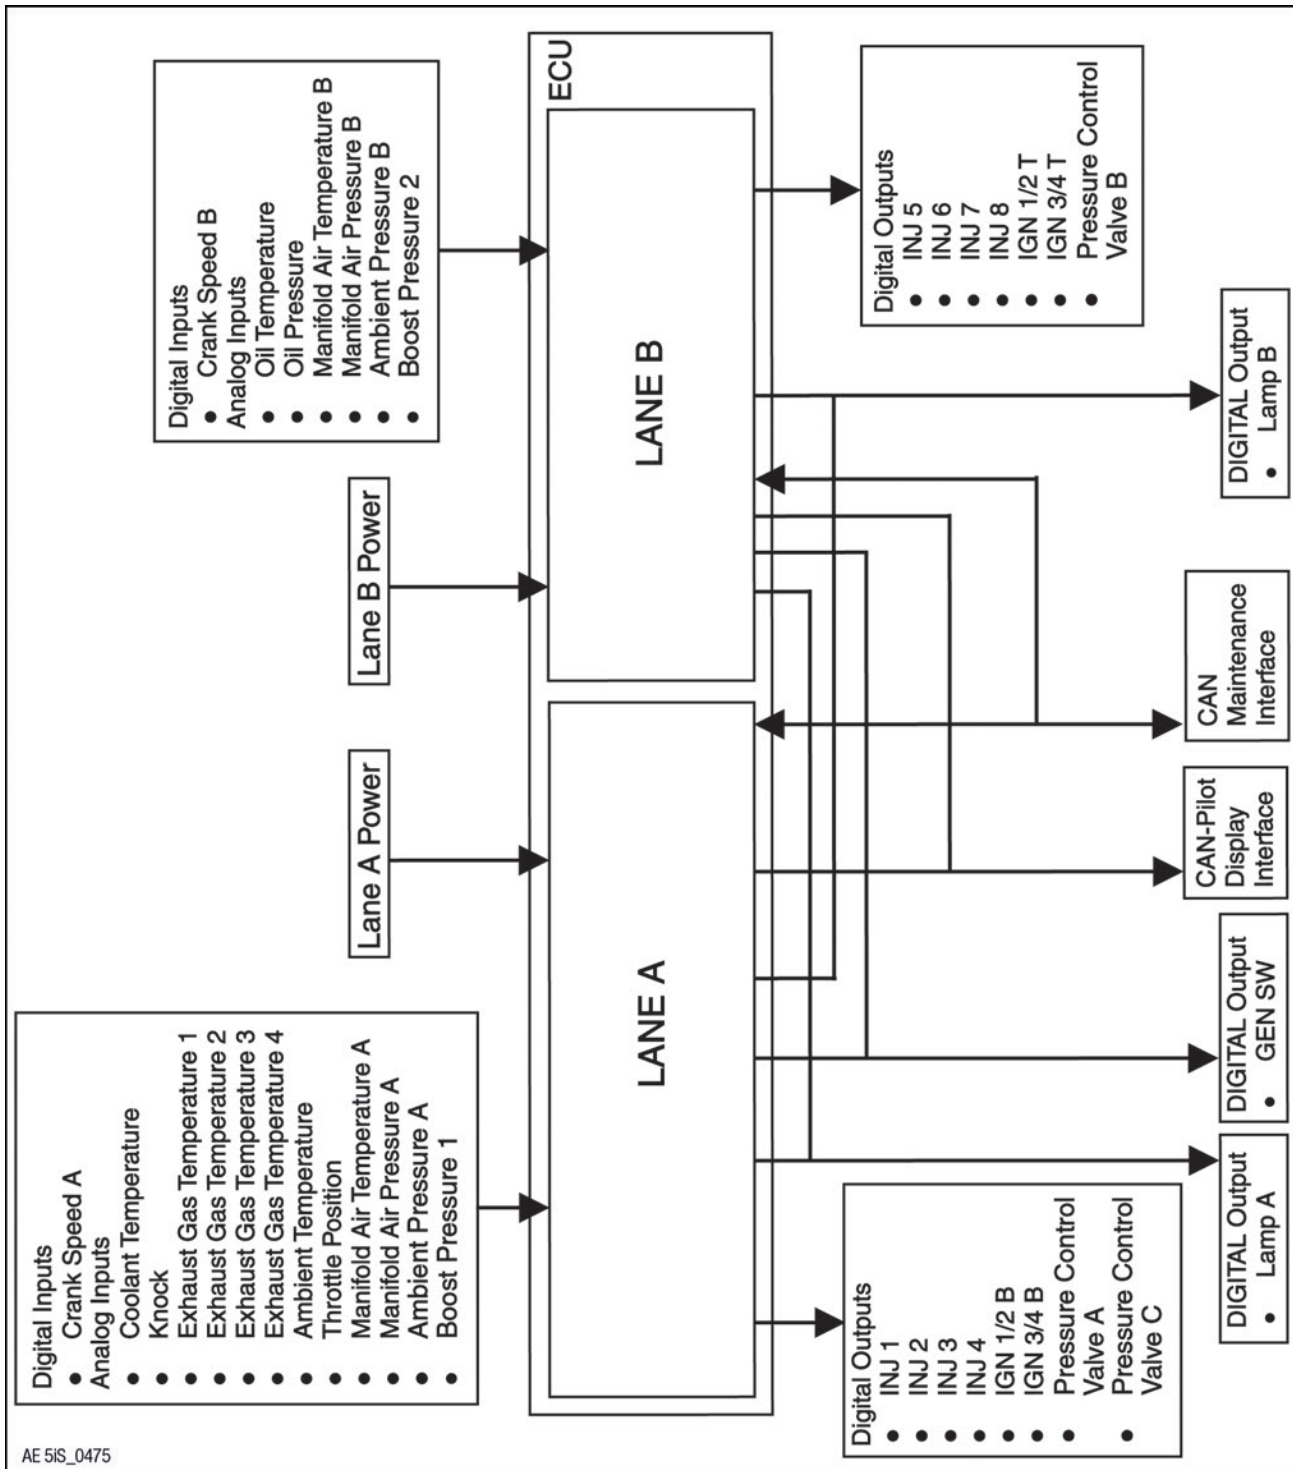 Digital Inputs
● Crank Speed A
Analog Inputs
● Coolant Temperature
● Knock
● Exhaust Gas Temperature 1
● Exhaust Gas Temperature 2
● Exhaust Gas Temperature 3
● Exhaust Gas Temperature 4
● Ambient Temperature
● Throttle Position
● Manifold Air Temperature A
● Manifold Air Pressure A
● Ambient Pressure A
● Boost Pressure 1
Lane A Power
Lane B Power
Digital Inputs
● Crank Speed B
Analog Inputs
● Oil Temperature
● Oil Pressure
● Manifold Air Temperature B
● Manifold Air Pressure B
● Ambient Pressure B
● Boost Pressure 2
ECU
LANE A
LANE B
Digital Outputs
● INJ 1
● INJ 2
● INJ 3
● INJ 4
● IGN 1/2 B
● IGN 3/4 B
● Pressure Control
Valve A
● Pressure Control
Valve C
Digital Outputs
● INJ 5
● INJ 6
● INJ 7
● INJ 8
● IGN 1/2 T
● IGN 3/4 T
● Pressure Control
Valve B
DIGITAL Output
● Lamp A
DIGITAL Output
● GEN SW
CAN-Pilot
Display
Interface
CAN
Maintenance
Interface
DIGITAL Output
● Lamp B
AE 5iS_0475